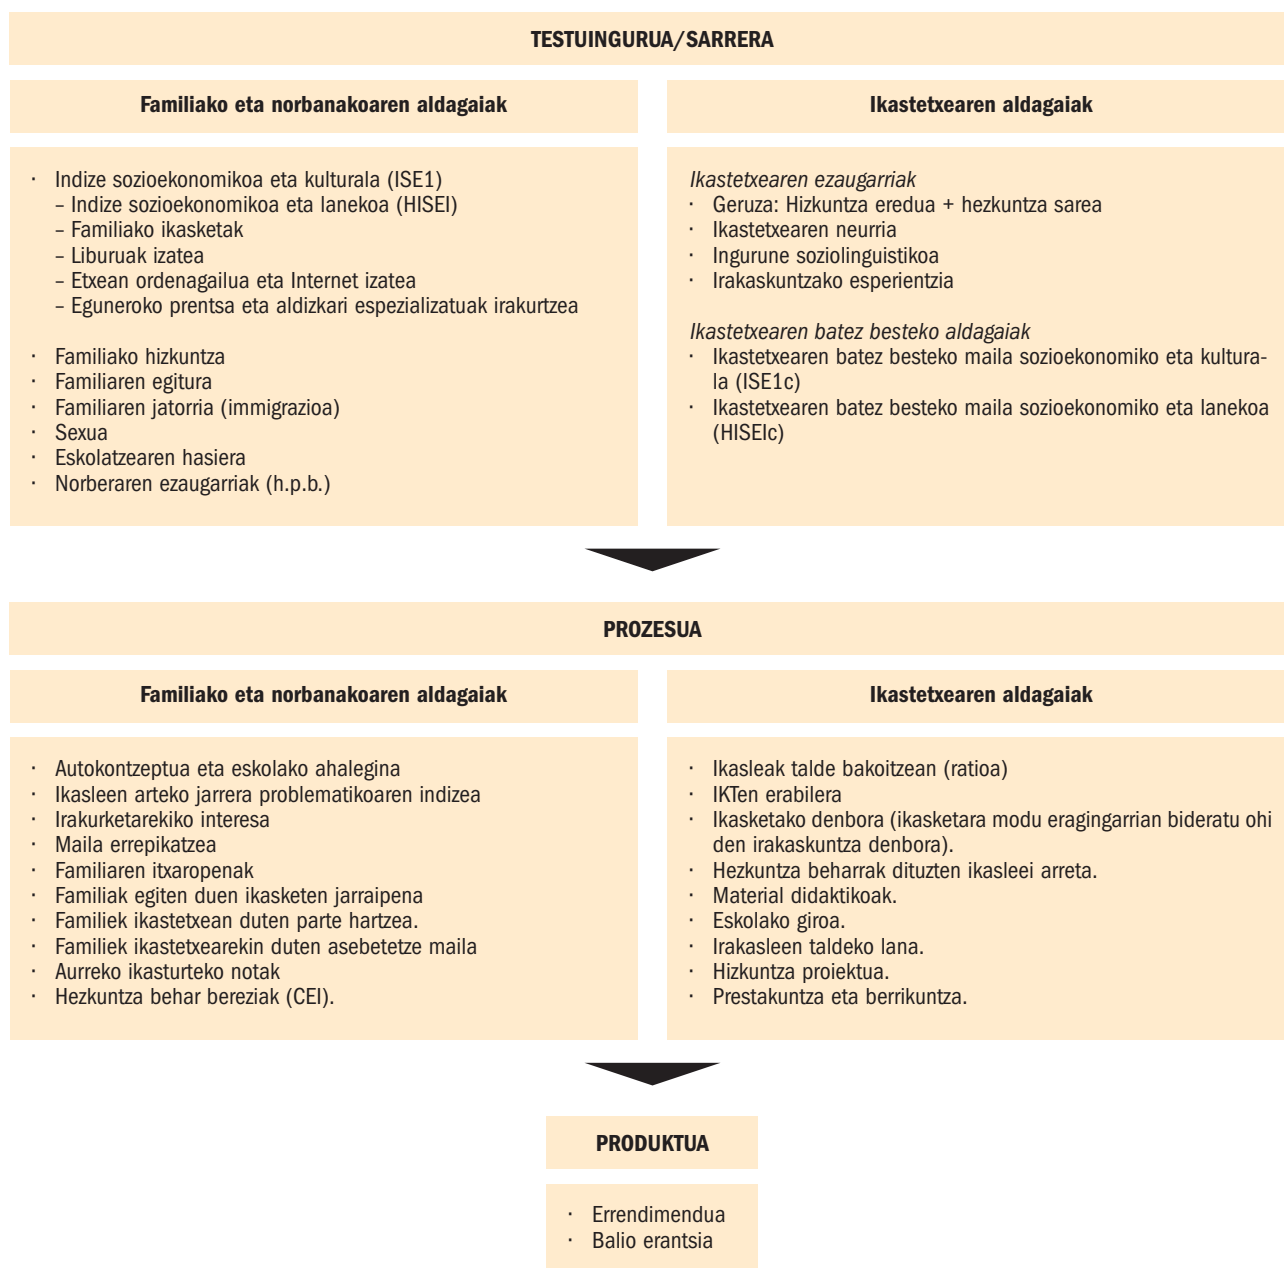 TESTUINGURUA/SARRERA
Familiako eta norbanakoaren aldagaiak
· Indize sozioekonomikoa eta kulturala (ISE1)
– Indize sozioekonomikoa eta lanekoa (HISEI)
– Familiako ikasketak
– Liburuak izatea
– Etxean ordenagailua eta Internet izatea
– Eguneroko prentsa eta aldizkari espezializatuak irakurtzea
· Familiako hizkuntza
· Familiaren egitura
· Familiaren jatorria (immigrazioa)
· Sexua
· Eskolatzearen hasiera
· Norberaren ezaugarriak (h.p.b.)
Ikastetxearen aldagaiak
Ikastetxearen ezaugarriak
· Geruza: Hizkuntza eredua + hezkuntza sarea
· Ikastetxearen neurria
· Ingurune soziolinguistikoa
· Irakaskuntzako esperientzia
Ikastetxearen batez besteko aldagaiak
· Ikastetxearen batez besteko maila sozioekonomiko eta kultura-
la (ISE1c)
· Ikastetxearen batez besteko maila sozioekonomiko eta lanekoa
(HISEIc)
PROZESUA
Familiako eta norbanakoaren aldagaiak
· Autokontzeptua eta eskolako ahalegina
· Ikasleen arteko jarrera problematikoaren indizea
· Irakurketarekiko interesa
· Maila errepikatzea
· Familiaren itxaropenak
· Familiak egiten duen ikasketen jarraipena
· Familiek ikastetxean duten parte hartzea.
· Familiek ikastetxearekin duten asebetetze maila
· Aurreko ikasturteko notak
· Hezkuntza behar bereziak (CEI).
Ikastetxearen aldagaiak
· Ikasleak talde bakoitzean (ratioa)
· IKTen erabilera
· Ikasketako denbora (ikasketara modu eragingarrian bideratu ohi
den irakaskuntza denbora).
· Hezkuntza beharrak dituzten ikasleei arreta.
· Material didaktikoak.
· Eskolako giroa.
· Irakasleen taldeko lana.
· Hizkuntza proiektua.
· Prestakuntza eta berrikuntza.
PRODUKTUA
· Errendimendua
· Balio erantsia